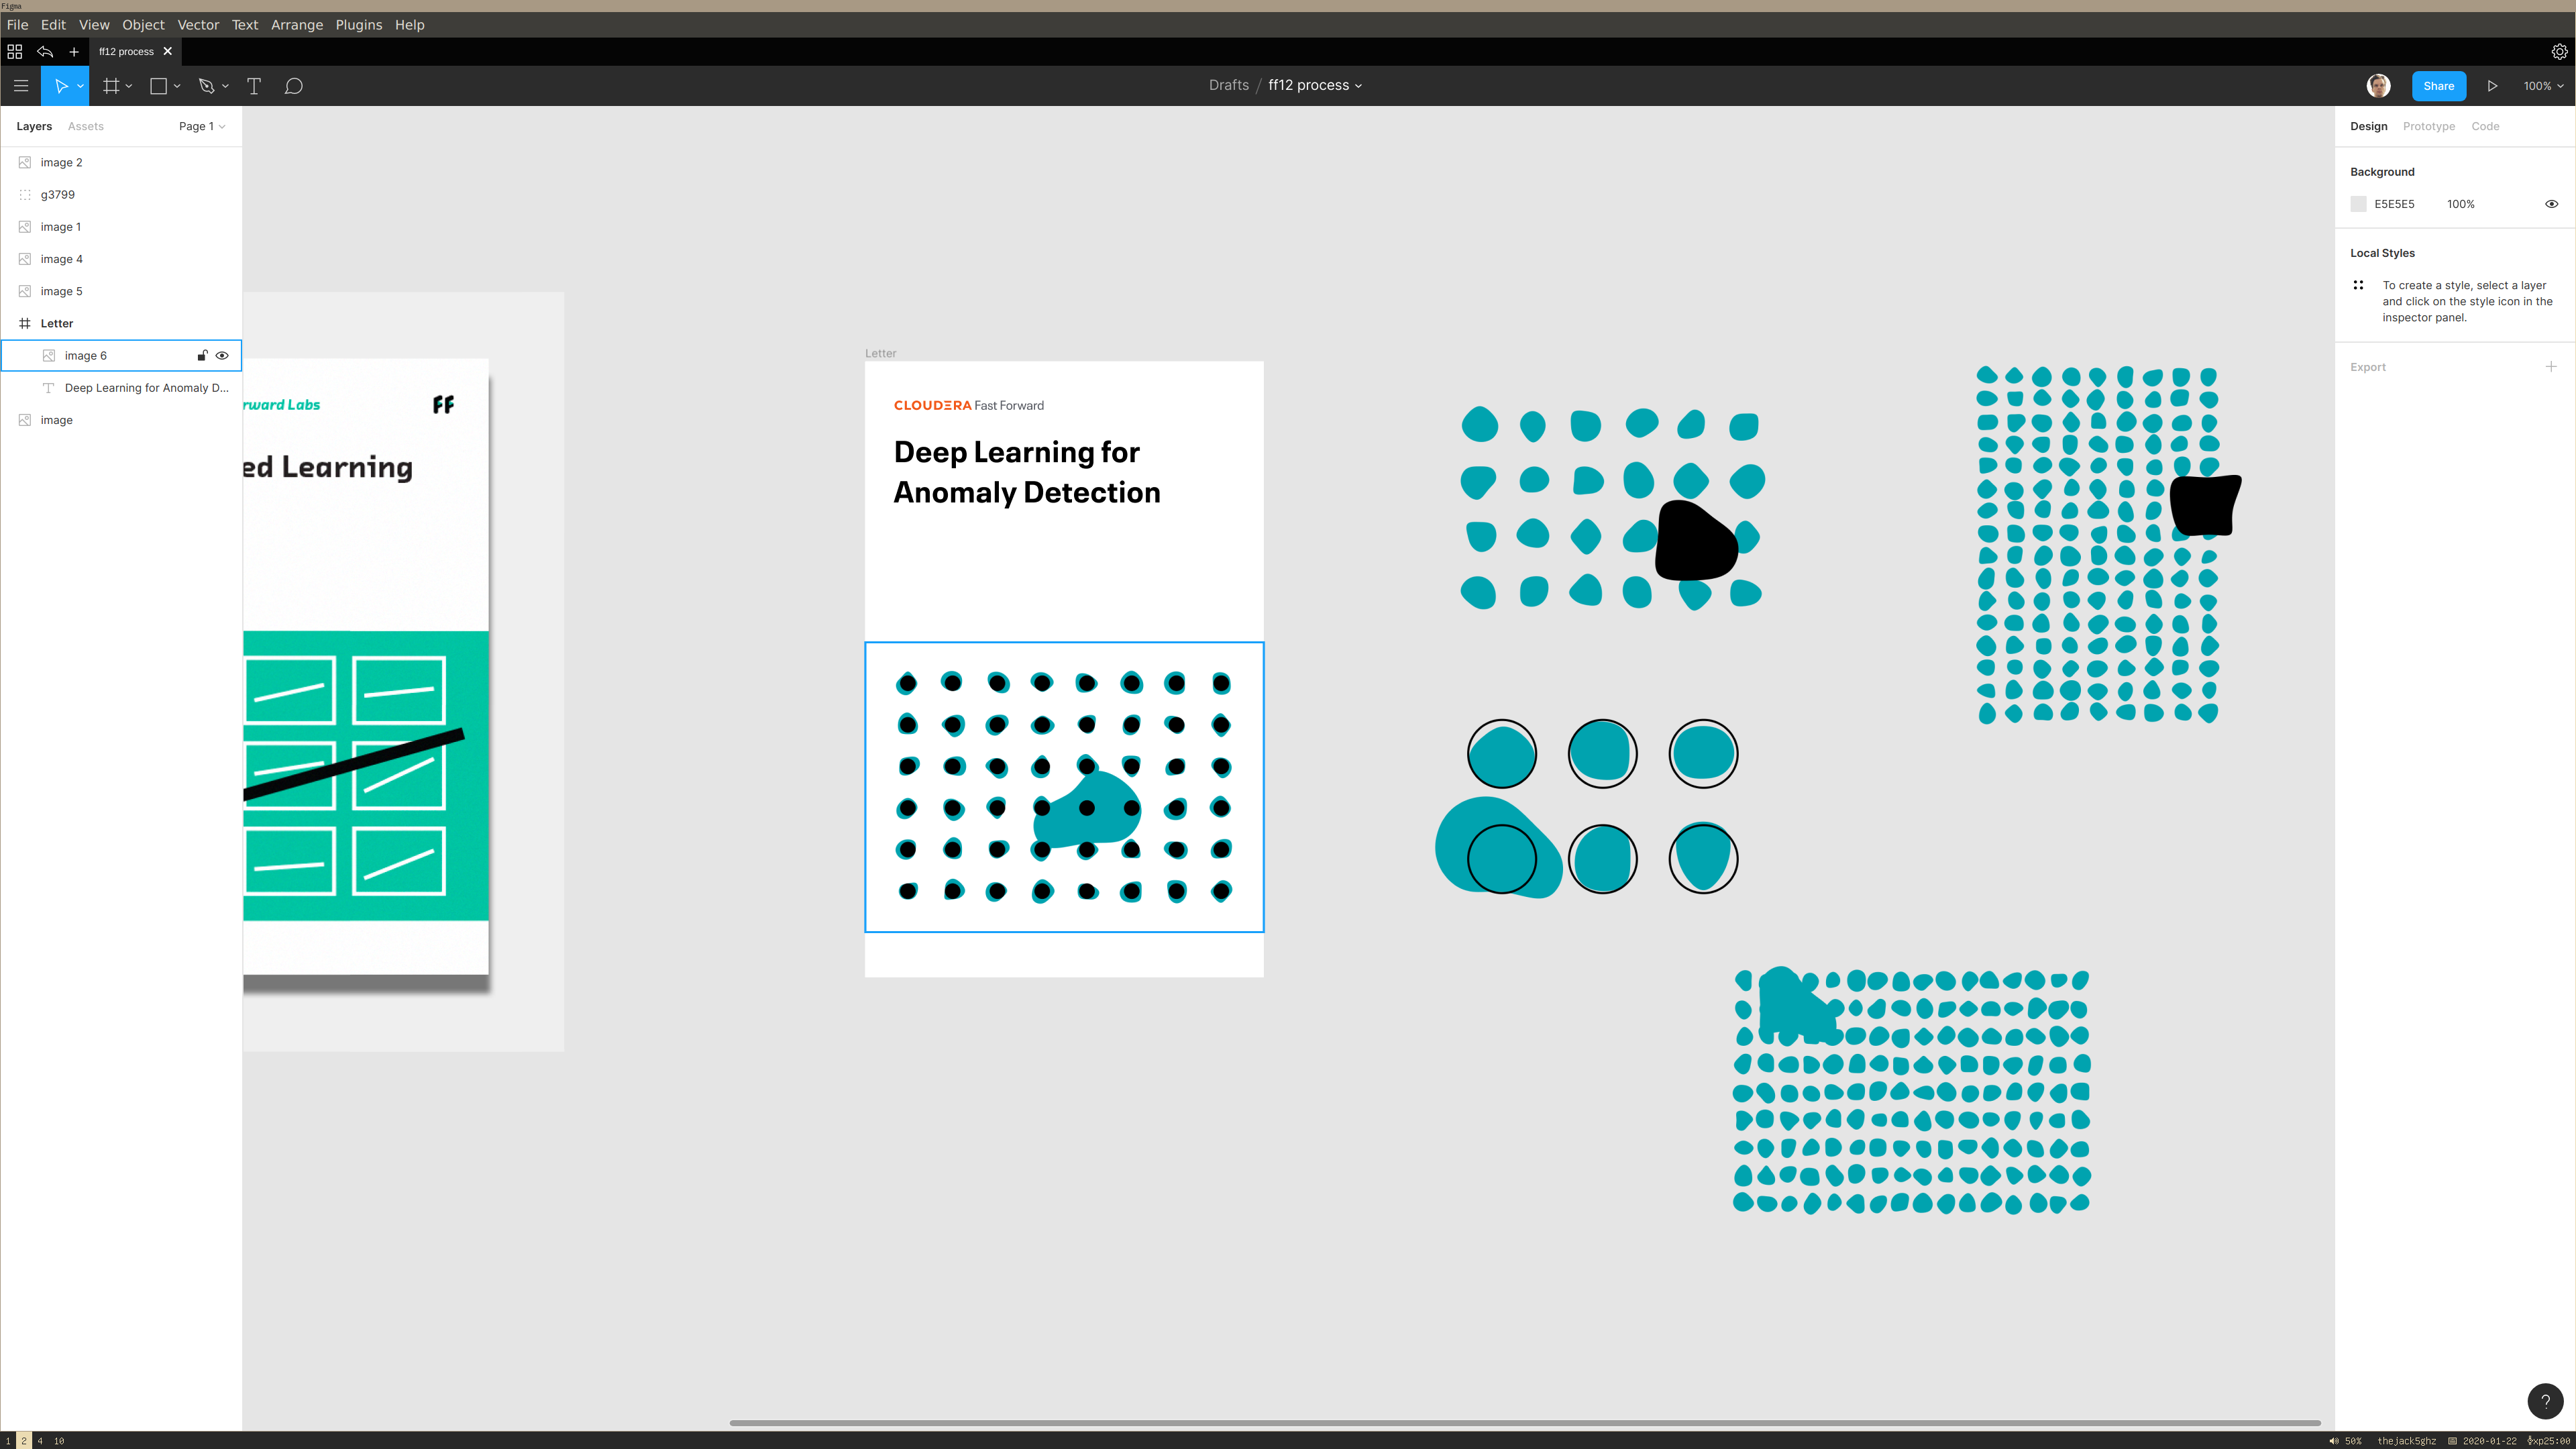 Figma
File Edit View Object Vector Text Arrange Plugins Help
ff12 process
Drafts / ff12 process
Share
100%
Layers Assets Page 1
image 2
g3799
image 1
image 4
image 5
Letter
image 6
Deep Learning for Anomaly D...
image
rward Labs
FF
ed Learning
Letter
CLOUDERA Fast Forward
Deep Learning for
Anomaly Detection
Design Prototype Code
Background
E5E5E5 100%
Local Styles
To create a style, select a layer
and click on the style icon in the
inspector panel.
Export
?
1 2 4 10
50% thejack5ghz 2020-01-22 xp25:00